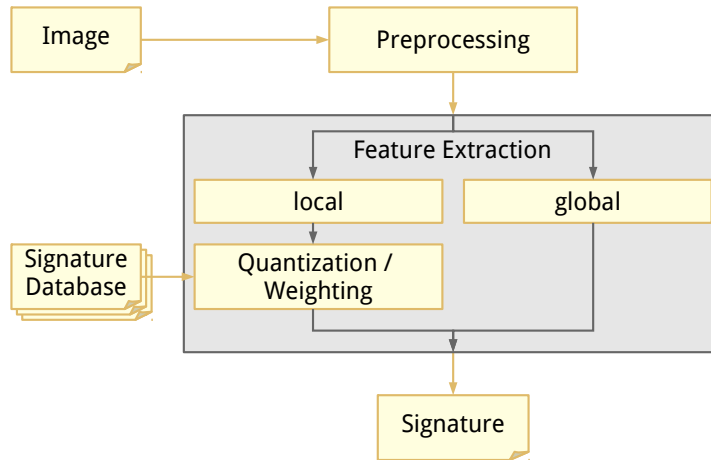 Image
Preprocessing
Feature Extraction
local
global
Signature
Database
Quantization /
Weighting
Signature